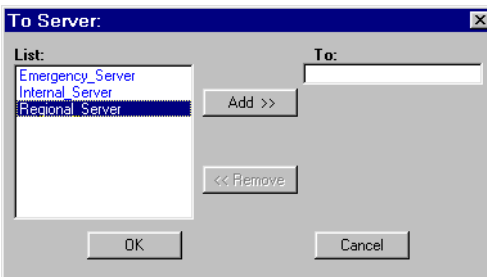 To Server:
List:
To:
Emergency_Server
Internal_Server
Regional_Server
Add >>
<< Remove
OK
Cancel